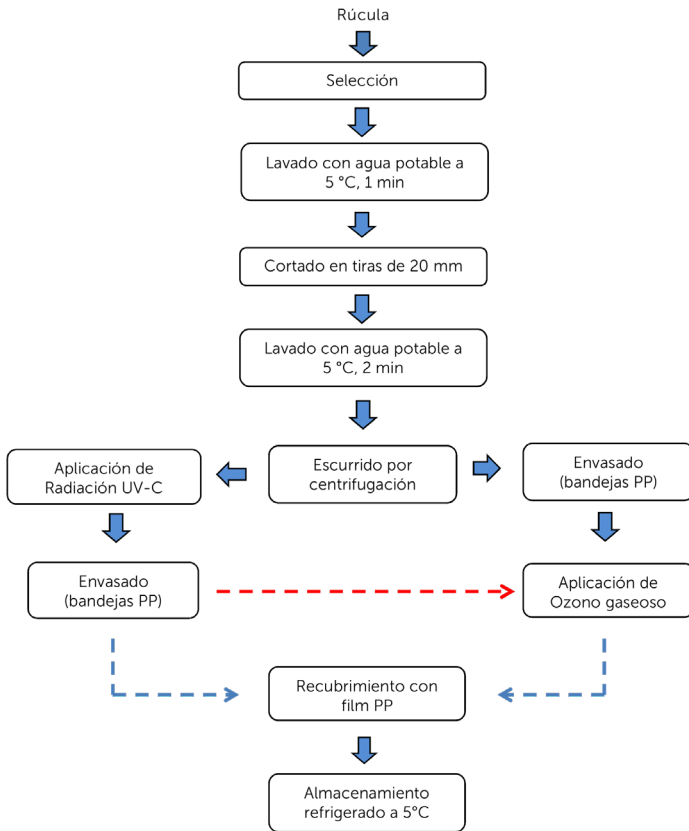 Rúcula
Selección
Lavado con agua potable a
5 °C, 1 min
Cortado en tiras de 20 mm
Lavado con agua potable a
5 °C, 2 min
Aplicación de
Radiación UV-C
Escurrido por
centrifugación
Envasado
(bandejas PP)
Envasado
(bandejas PP)
Aplicación de
Ozono gaseoso
Recubrimiento con
film PP
Almacenamiento
refrigerado a 5°C